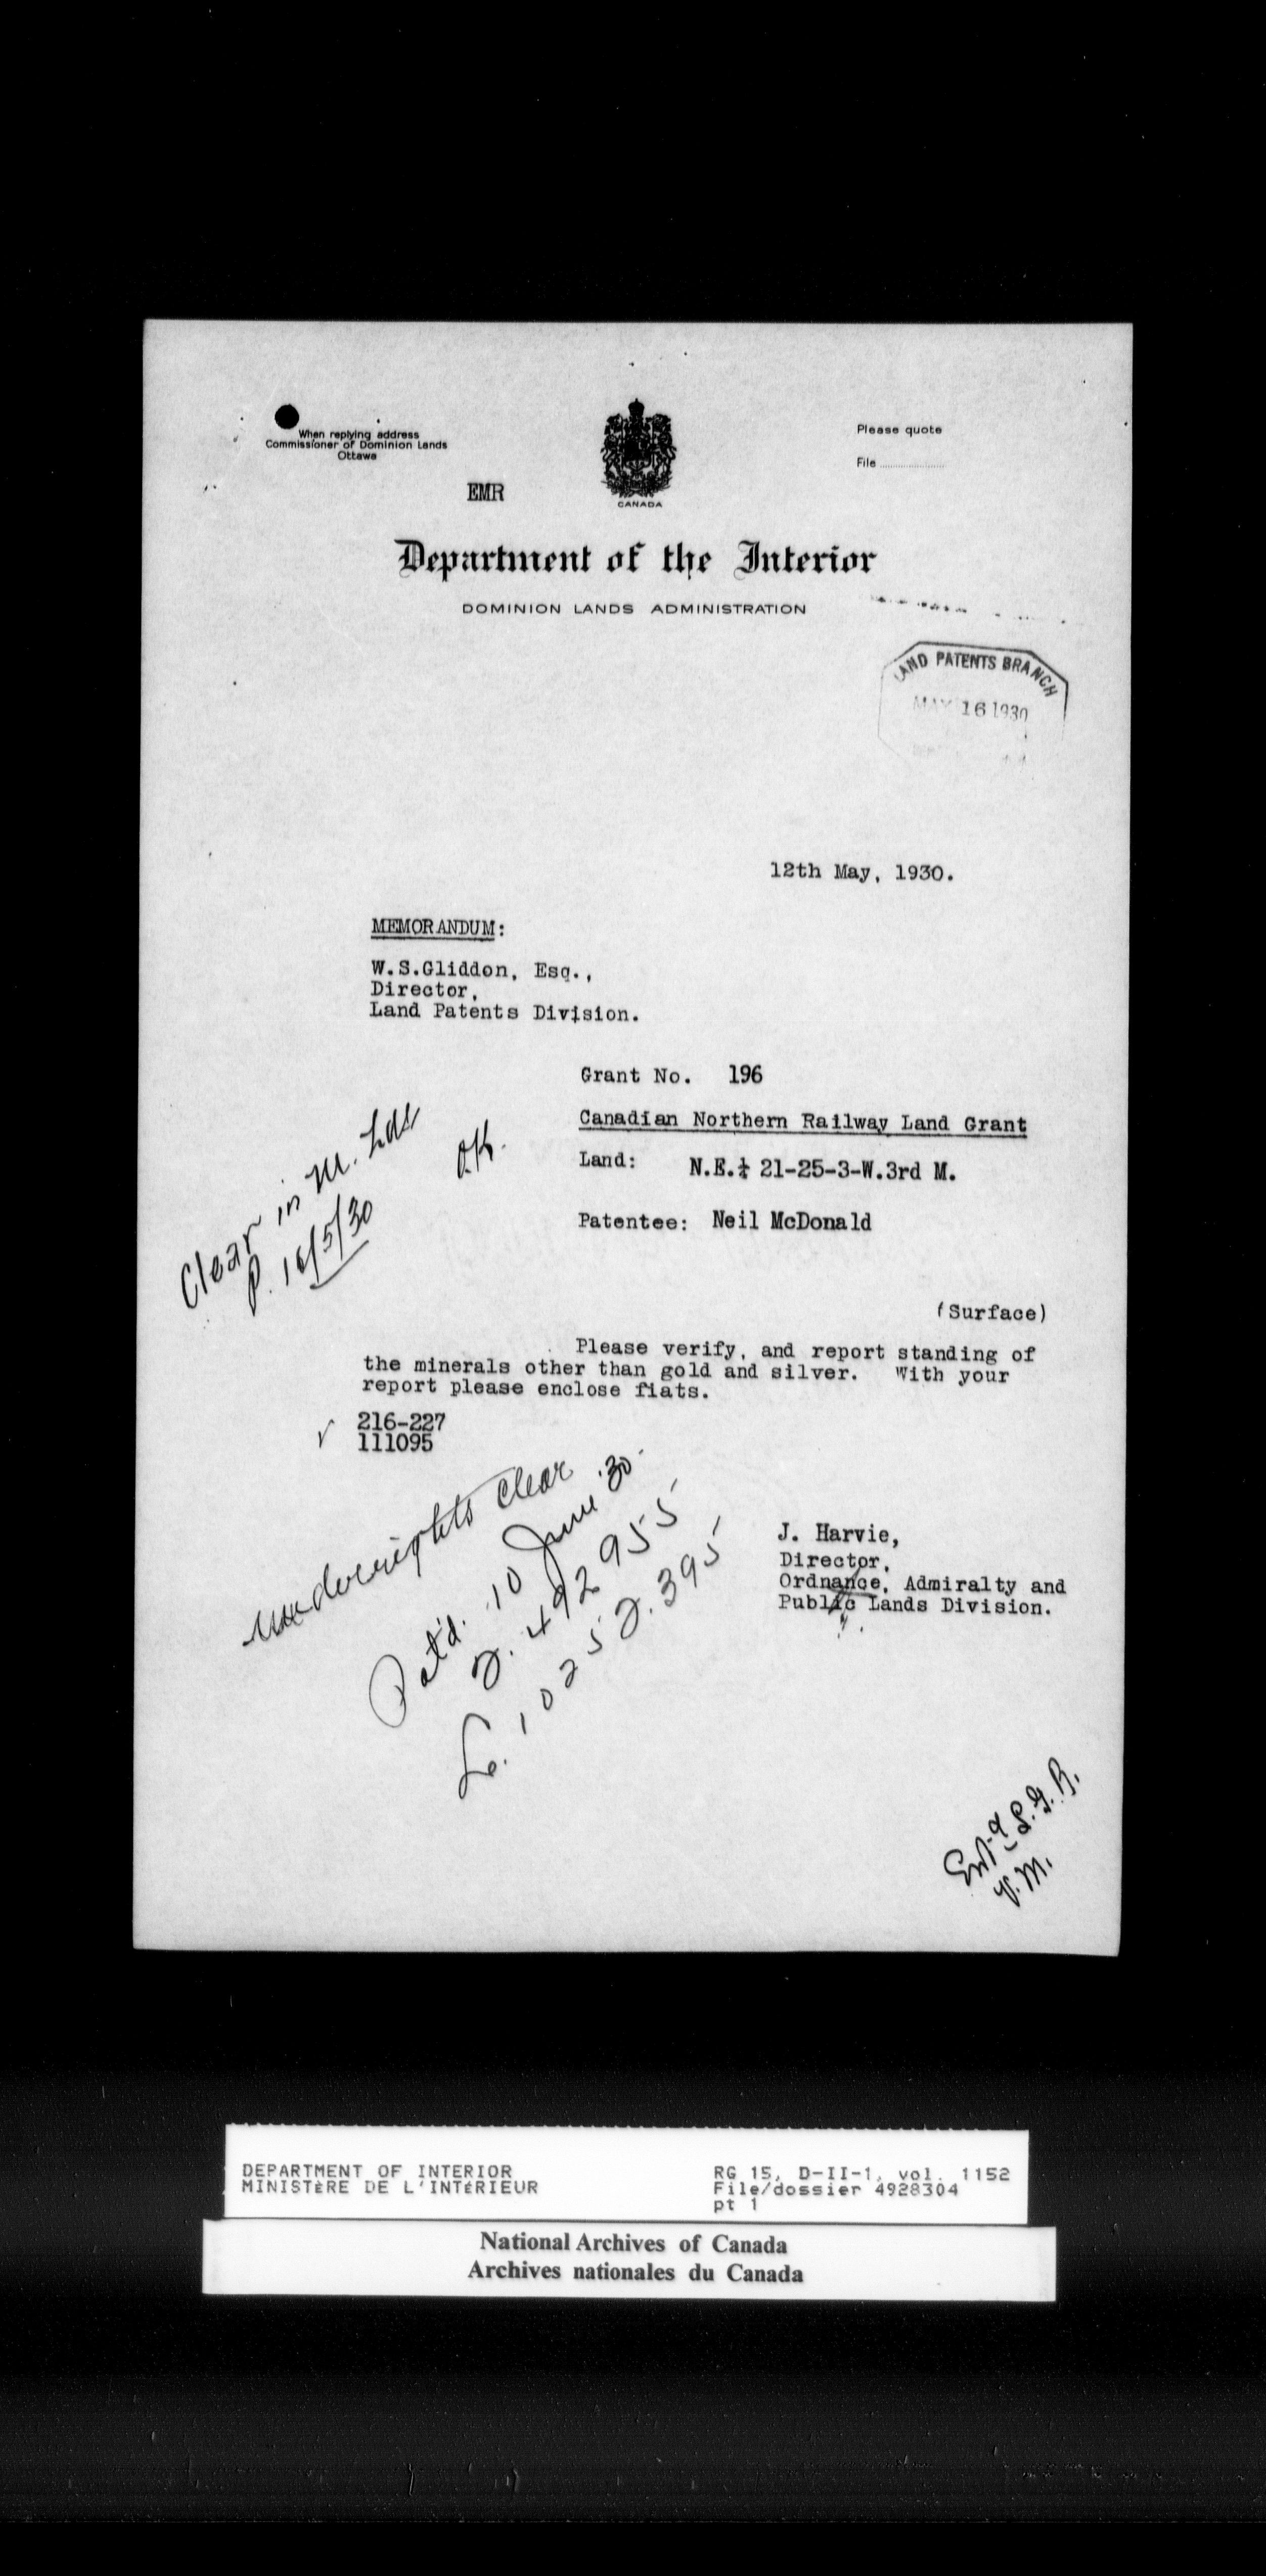 When replying address
Commissioner of Dominion Lands
Ottawa
Please quote
File
EMR
CANADA
Department of the Interior
DOMINION LANDS ADMINISTRATION
LAND PATENTS BRANCH
MAY 16 1930
12th May, 1930.
MEMORANDUM:
W.S.Gliddon, Esq.,
Director,
Land Patents Division.
Grant No. 196
Canadian Northern Railway Land Grant
Land: N.E.¼ 21-25-3-W.3rd M.
Patentee: Neil McDonald
Clear in M. Lds
P. 16/5/30
O.K.
(Surface)
Please verify, and report standing of
the minerals other than gold and silver. With your
report please enclose fiats.
216-227
111095
Underrights clear
Pat'd. 10 June '30
492955
1025 395
J. Harvie,
Director,
Ordnance, Admiralty and
Public Lands Division.
V.M.
DEPARTMENT OF INTERIOR
MINISTÈRE DE L'INTÉRIEUR
RG 15, D-II-1, vol. 1152
File/dossier 4928304
pt 1
National Archives of Canada
Archives nationales du Canada